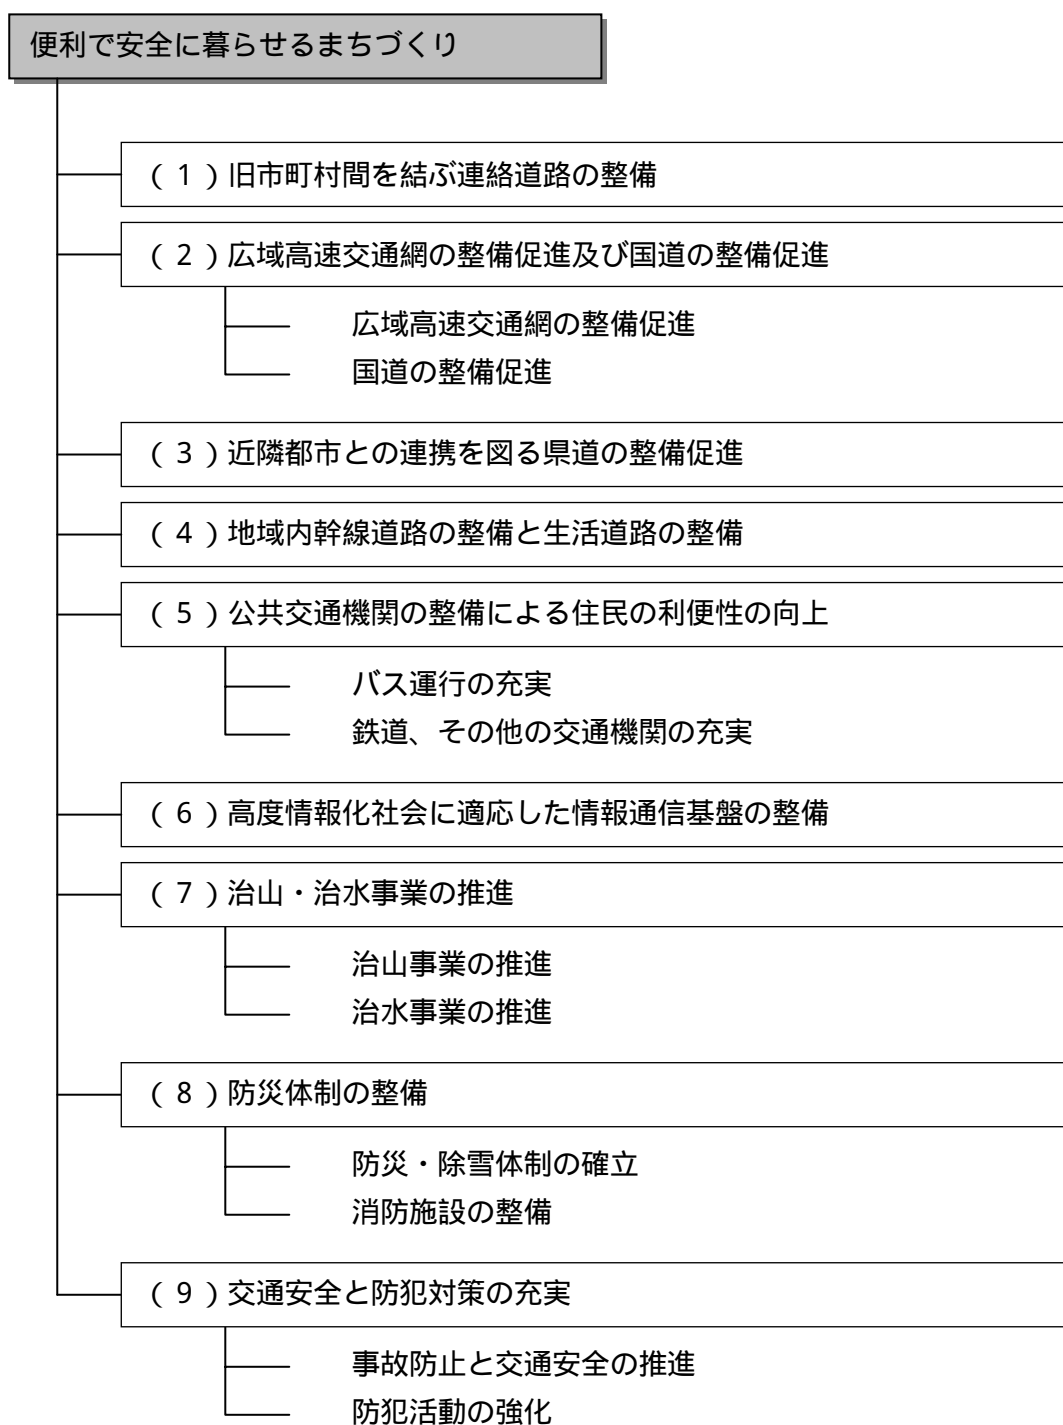 便利で安全に暮らせるまちづくり
（１）旧市町村間を結ぶ連絡道路の整備
（２）広域高速交通網の整備促進及び国道の整備促進
広域高速交通網の整備促進
国道の整備促進
（３）近隣都市との連携を図る県道の整備促進
（４）地域内幹線道路の整備と生活道路の整備
（５）公共交通機関の整備による住民の利便性の向上
バス運行の充実
鉄道、その他の交通機関の充実
（６）高度情報化社会に適応した情報通信基盤の整備
（７）治山・治水事業の推進
治山事業の推進
治水事業の推進
（８）防災体制の整備
防災・除雪体制の確立
消防施設の整備
（９）交通安全と防犯対策の充実
事故防止と交通安全の推進
防犯活動の強化